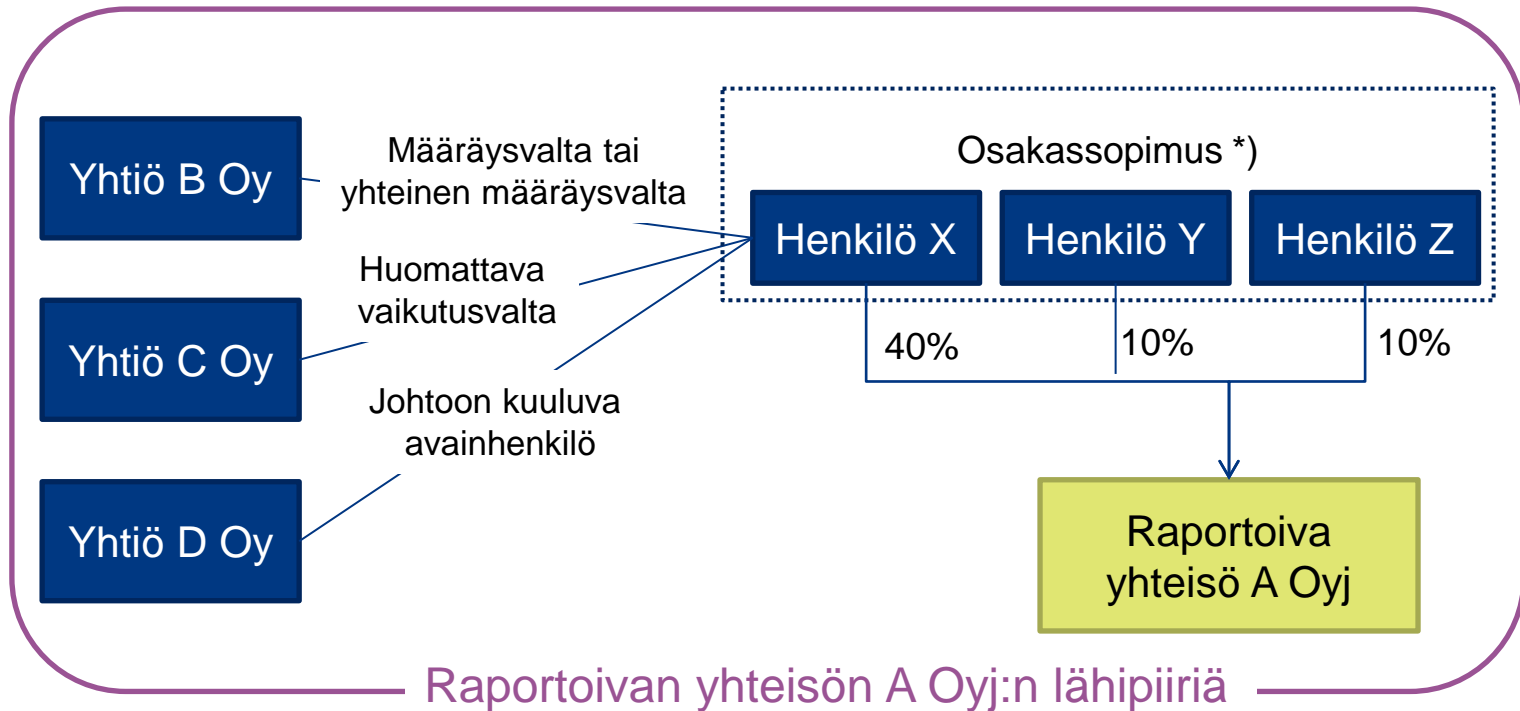 Yhtiö B Oy
Määräysvalta tai
yhteinen määräysvalta
Huomattava
vaikutusvalta
Yhtiö C Oy
Johtoon kuuluva
avainhenkilö
Yhtiö D Oy
Osakassopimus *)
Henkilö X
Henkilö Y
Henkilö Z
40%
10%
10%
Raportoiva
yhteisö A Oyj
Raportoivan yhteisön A Oyj:n lähipiiriä